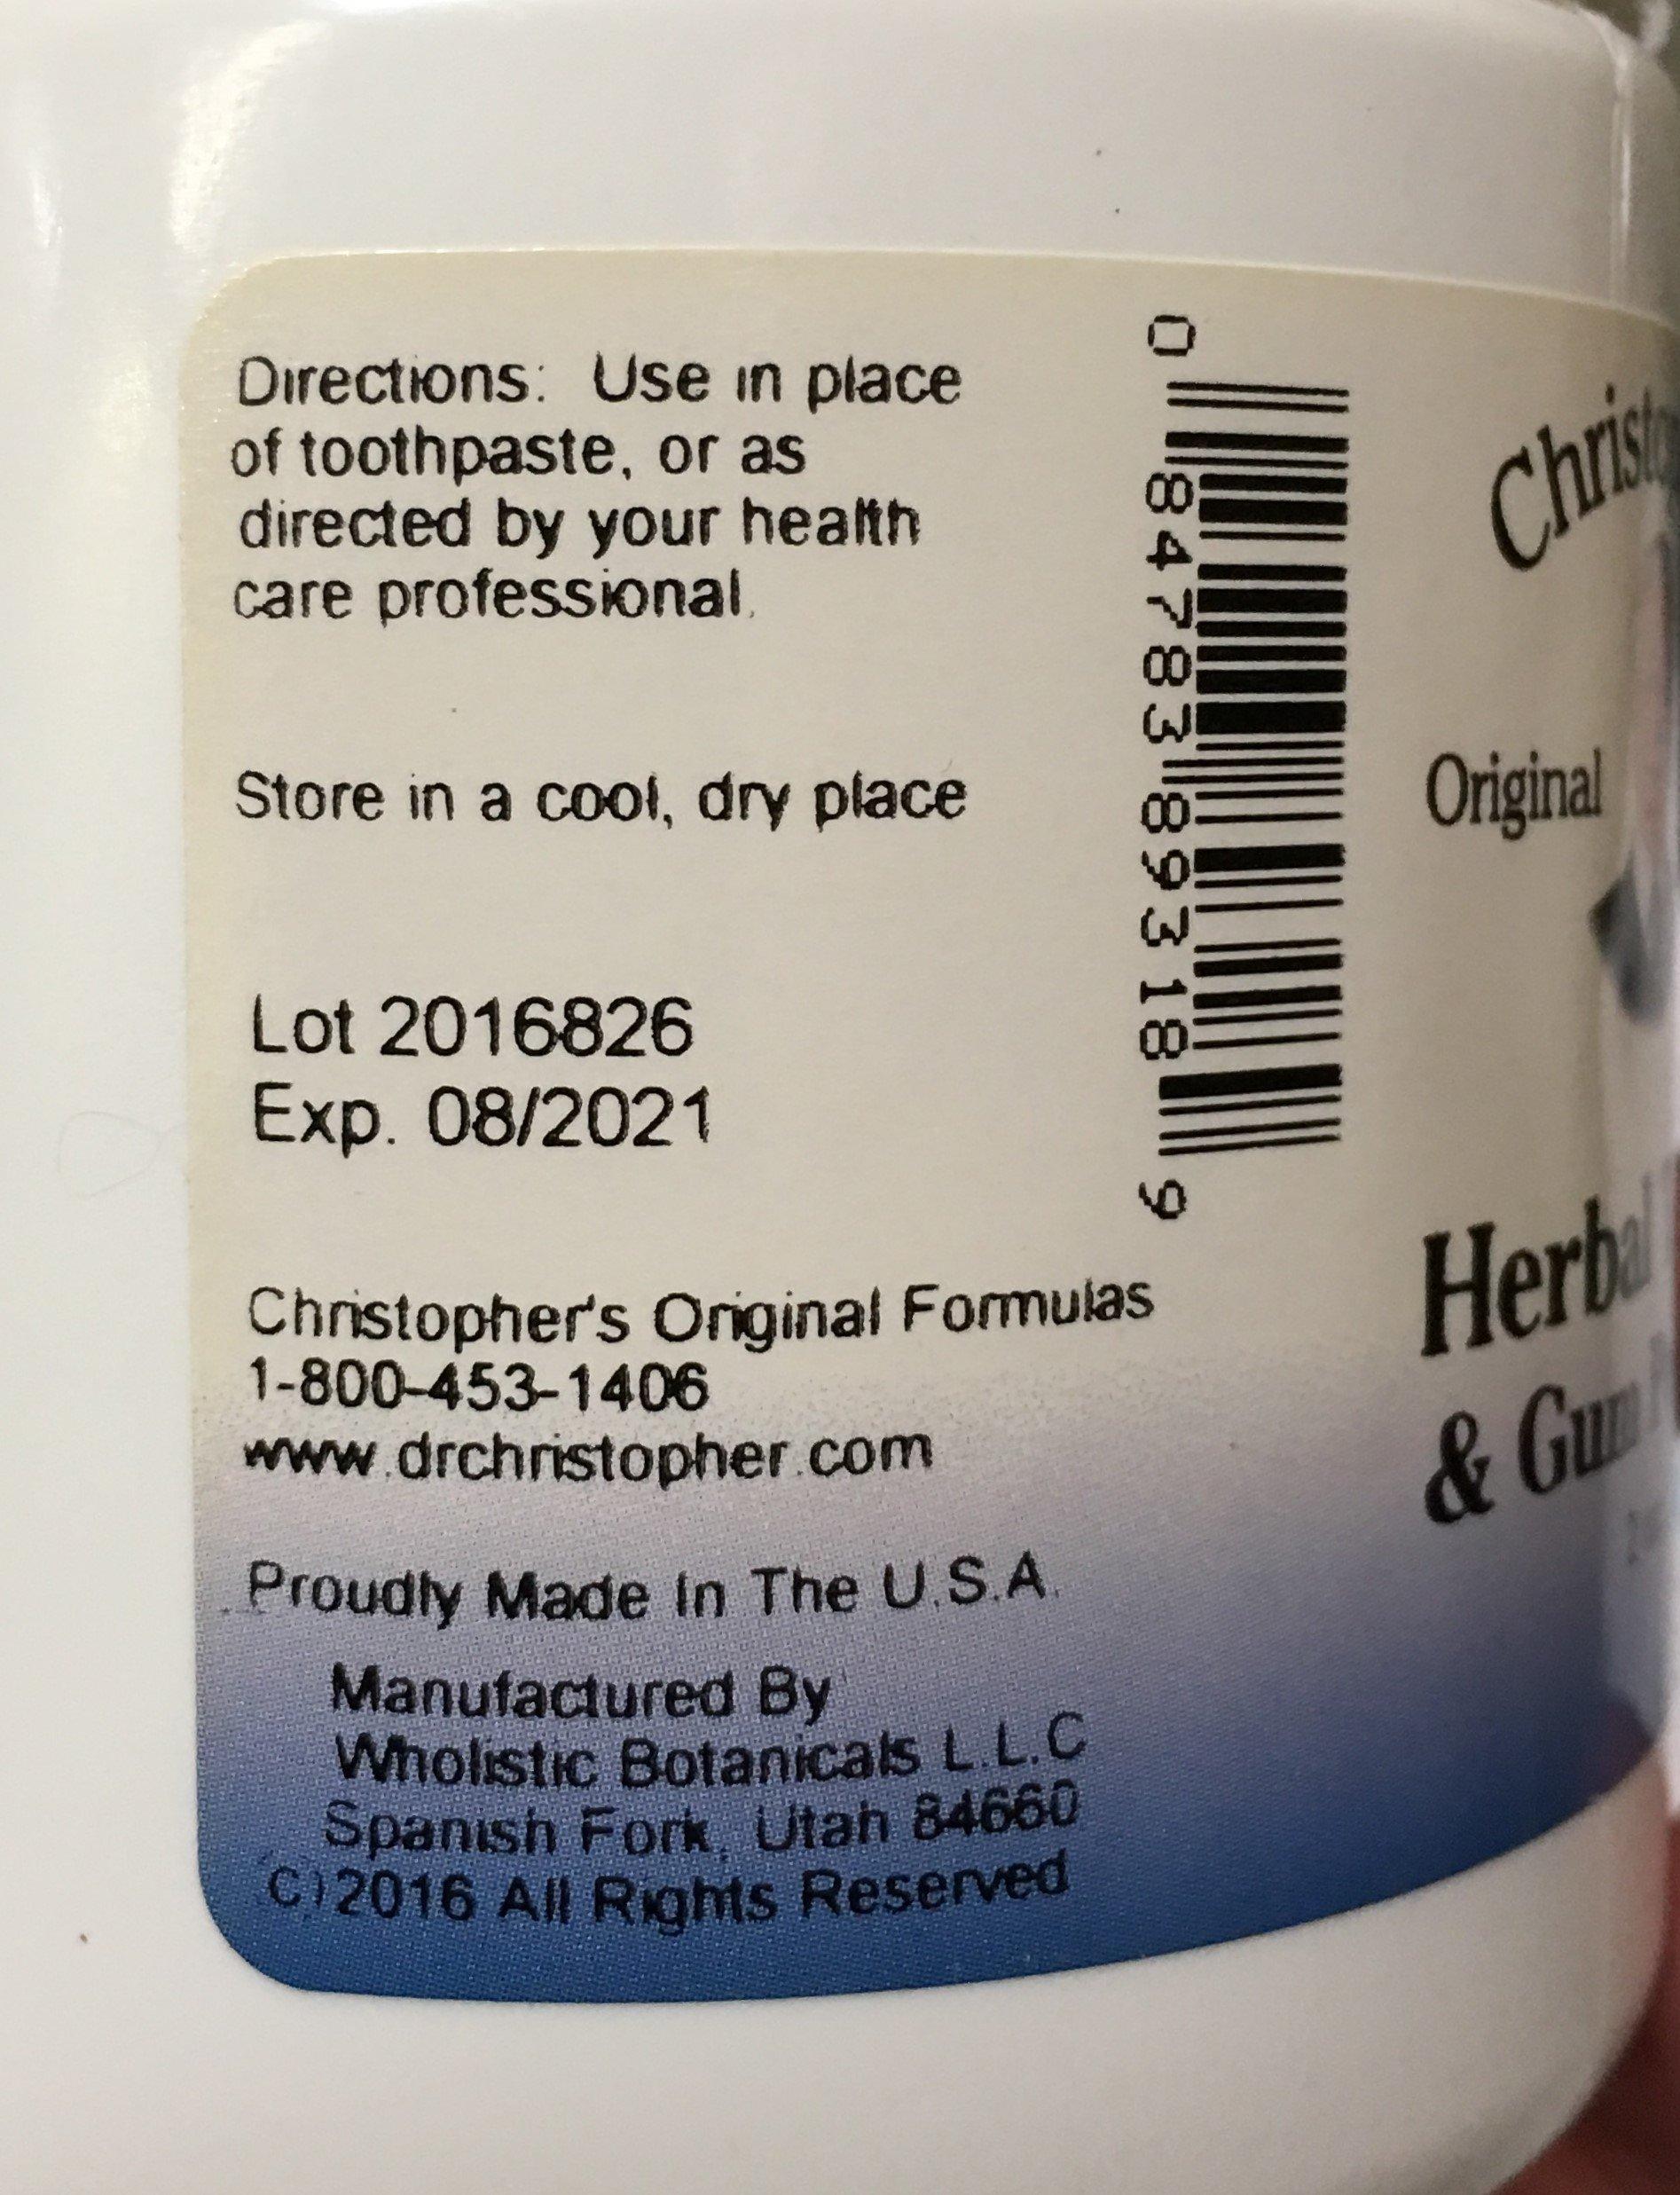 Directions: Use in place
of toothpaste, or as
directed by your health
care professional.
Store in a cool, dry place
Lot 2016826
Exp. 08/2021
Christopher's Original Formulas
1-800-453-1406
www.drchristopher.com
Proudly Made In The U.S.A.
Manufactured By
Wholistic Botanicals L.L.C
Spanish Fork, Utah 84660
C)2016 All Rights Reserved
0 84783 89318 9
Original
Herbal
&